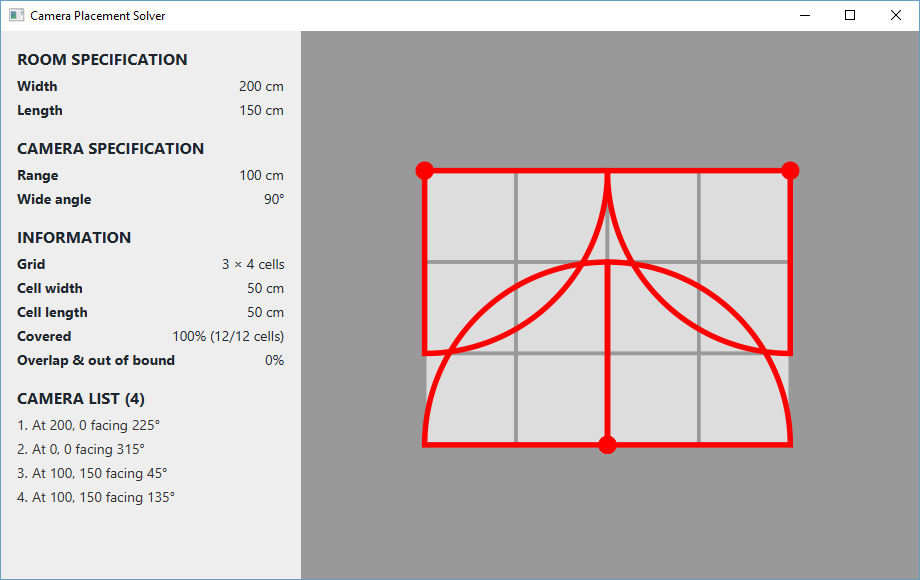 Camera Placement Solver
ROOM SPECIFICATION
Width 200 cm
Length 150 cm
CAMERA SPECIFICATION
Range 100 cm
Wide angle 90°
INFORMATION
Grid 3 × 4 cells
Cell width 50 cm
Cell length 50 cm
Covered 100% (12/12 cells)
Overlap & out of bound 0%
CAMERA LIST (4)
1. At 200, 0 facing 225°
2. At 0, 0 facing 315°
3. At 100, 150 facing 45°
4. At 100, 150 facing 135°